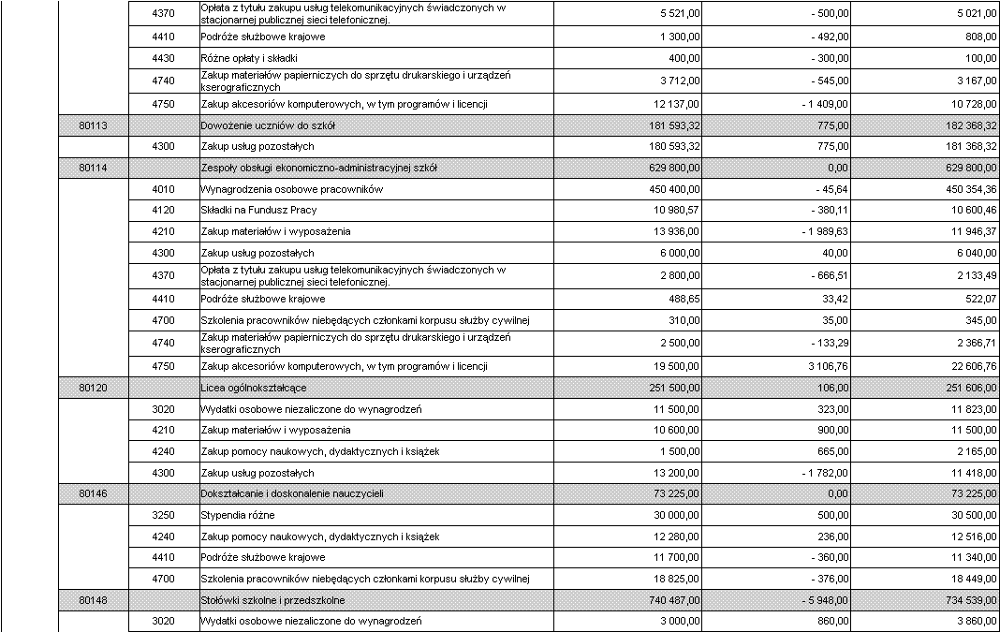 4370 Opłata z tytułu zakupu usług telekomunikacyjnych świadczonych w
stacjonarnej publicznej sieci telefonicznej. 5 521,00 - 500,00 5 021,00
4410 Podróże służbowe krajowe 1 300,00 - 492,00 808,00
4430 Różne opłaty i składki 400,00 - 300,00 100,00
4740 Zakup materiałów papierniczych do sprzętu drukarskiego i urządzeń
kserograficznych 3 712,00 - 545,00 3 167,00
4750 Zakup akcesoriów komputerowych, w tym programów i licencji 12 137,00 - 1 409,00 10 728,00
80113 Dowożenie uczniów do szkół 181 593,32 775,00 182 368,32
4300 Zakup usług pozostałych 180 593,32 775,00 181 368,32
80114 Zespoły obsługi ekonomiczno-administracyjnej szkół 629 800,00 0,00 629 800,00
4010 Wynagrodzenia osobowe pracowników 450 400,00 - 45,64 450 354,36
4120 Składki na Fundusz Pracy 10 980,57 - 380,11 10 600,46
4210 Zakup materiałów i wyposażenia 13 936,00 - 1 989,63 11 946,37
4300 Zakup usług pozostałych 6 000,00 40,00 6 040,00
4370 Opłata z tytułu zakupu usług telekomunikacyjnych świadczonych w
stacjonarnej publicznej sieci telefonicznej. 2 800,00 - 666,51 2 133,49
4410 Podróże służbowe krajowe 488,65 33,42 522,07
4700 Szkolenia pracowników niebędących członkami korpusu służby cywilnej 310,00 35,00 345,00
4740 Zakup materiałów papierniczych do sprzętu drukarskiego i urządzeń
kserograficznych 2 500,00 - 133,29 2 366,71
4750 Zakup akcesoriów komputerowych, w tym programów i licencji 19 500,00 3 106,76 22 606,76
80120 Licea ogólnokształcące 251 500,00 106,00 251 606,00
3020 Wydatki osobowe niezaliczone do wynagrodzeń 11 500,00 323,00 11 823,00
4210 Zakup materiałów i wyposażenia 10 600,00 900,00 11 500,00
4240 Zakup pomocy naukowych, dydaktycznych i książek 1 500,00 665,00 2 165,00
4300 Zakup usług pozostałych 13 200,00 - 1 782,00 11 418,00
80146 Dokształcanie i doskonalenie nauczycieli 73 225,00 0,00 73 225,00
3250 Stypendia różne 30 000,00 500,00 30 500,00
4240 Zakup pomocy naukowych, dydaktycznych i książek 12 280,00 236,00 12 516,00
4410 Podróże służbowe krajowe 11 700,00 - 360,00 11 340,00
4700 Szkolenia pracowników niebędących członkami korpusu służby cywilnej 18 825,00 - 376,00 18 449,00
80148 Stołówki szkolne i przedszkolne 740 487,00 - 5 948,00 734 539,00
3020 Wydatki osobowe niezaliczone do wynagrodzeń 3 000,00 860,00 3 860,00